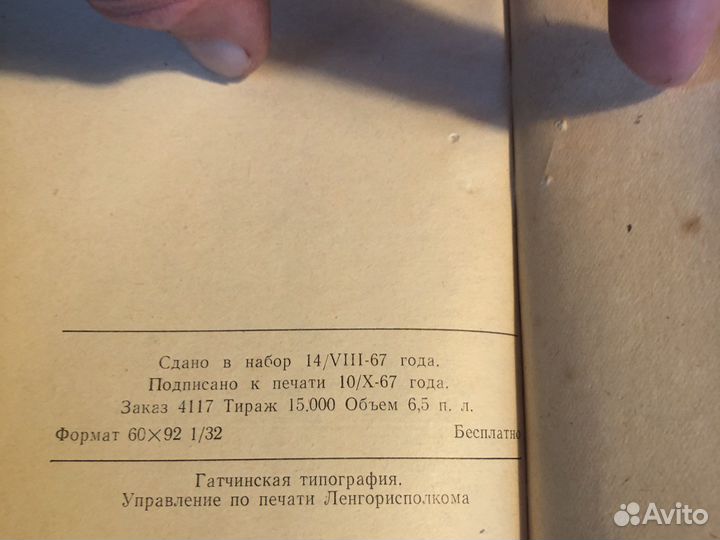 Сдано в набор 14/VIII-67 года.
Подписано к печати 10/X-67 года.
Заказ 4117 Тираж 15.000 Объем 6,5 п. л.
Формат 60×92 1/32 Бесплатно
Гатчинская типография.
Управление по печати Ленгорисполкома
Avito